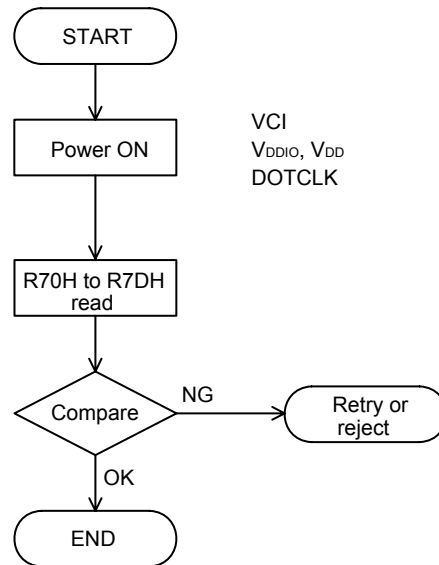 START
Power ON
VCI
VDDIO, VDD
DOTCLK
R70H to R7DH
read
Compare
NG
Retry or
reject
OK
END